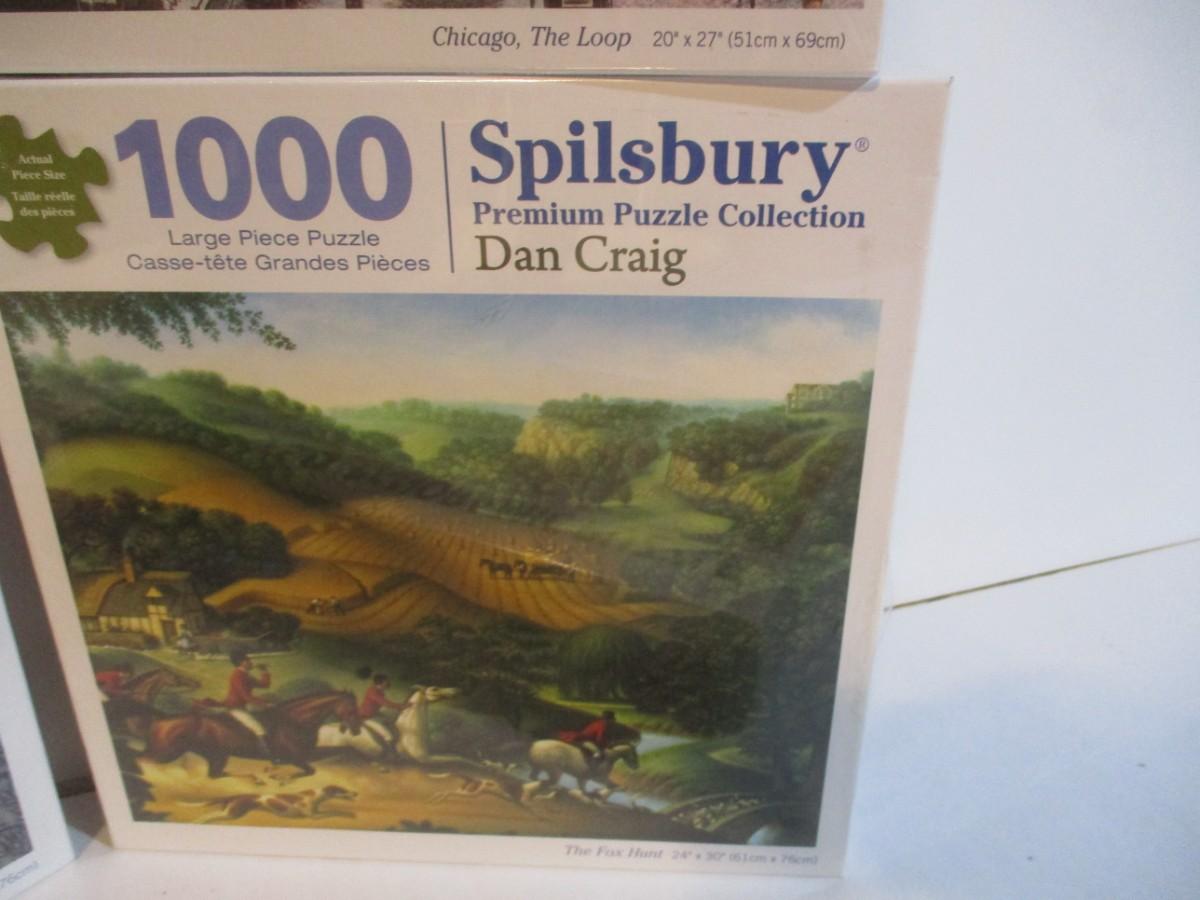 Chicago, The Loop 20" x 27" (51cm x 69cm)
Actual
Piece Size
Taille réelle
des pièces
1000
Large Piece Puzzle
Casse-tête Grandes Pièces
Spilsbury®
Premium Puzzle Collection
Dan Craig
The Fox Hunt 24" x 30" (61cm x 76cm)
76cm)